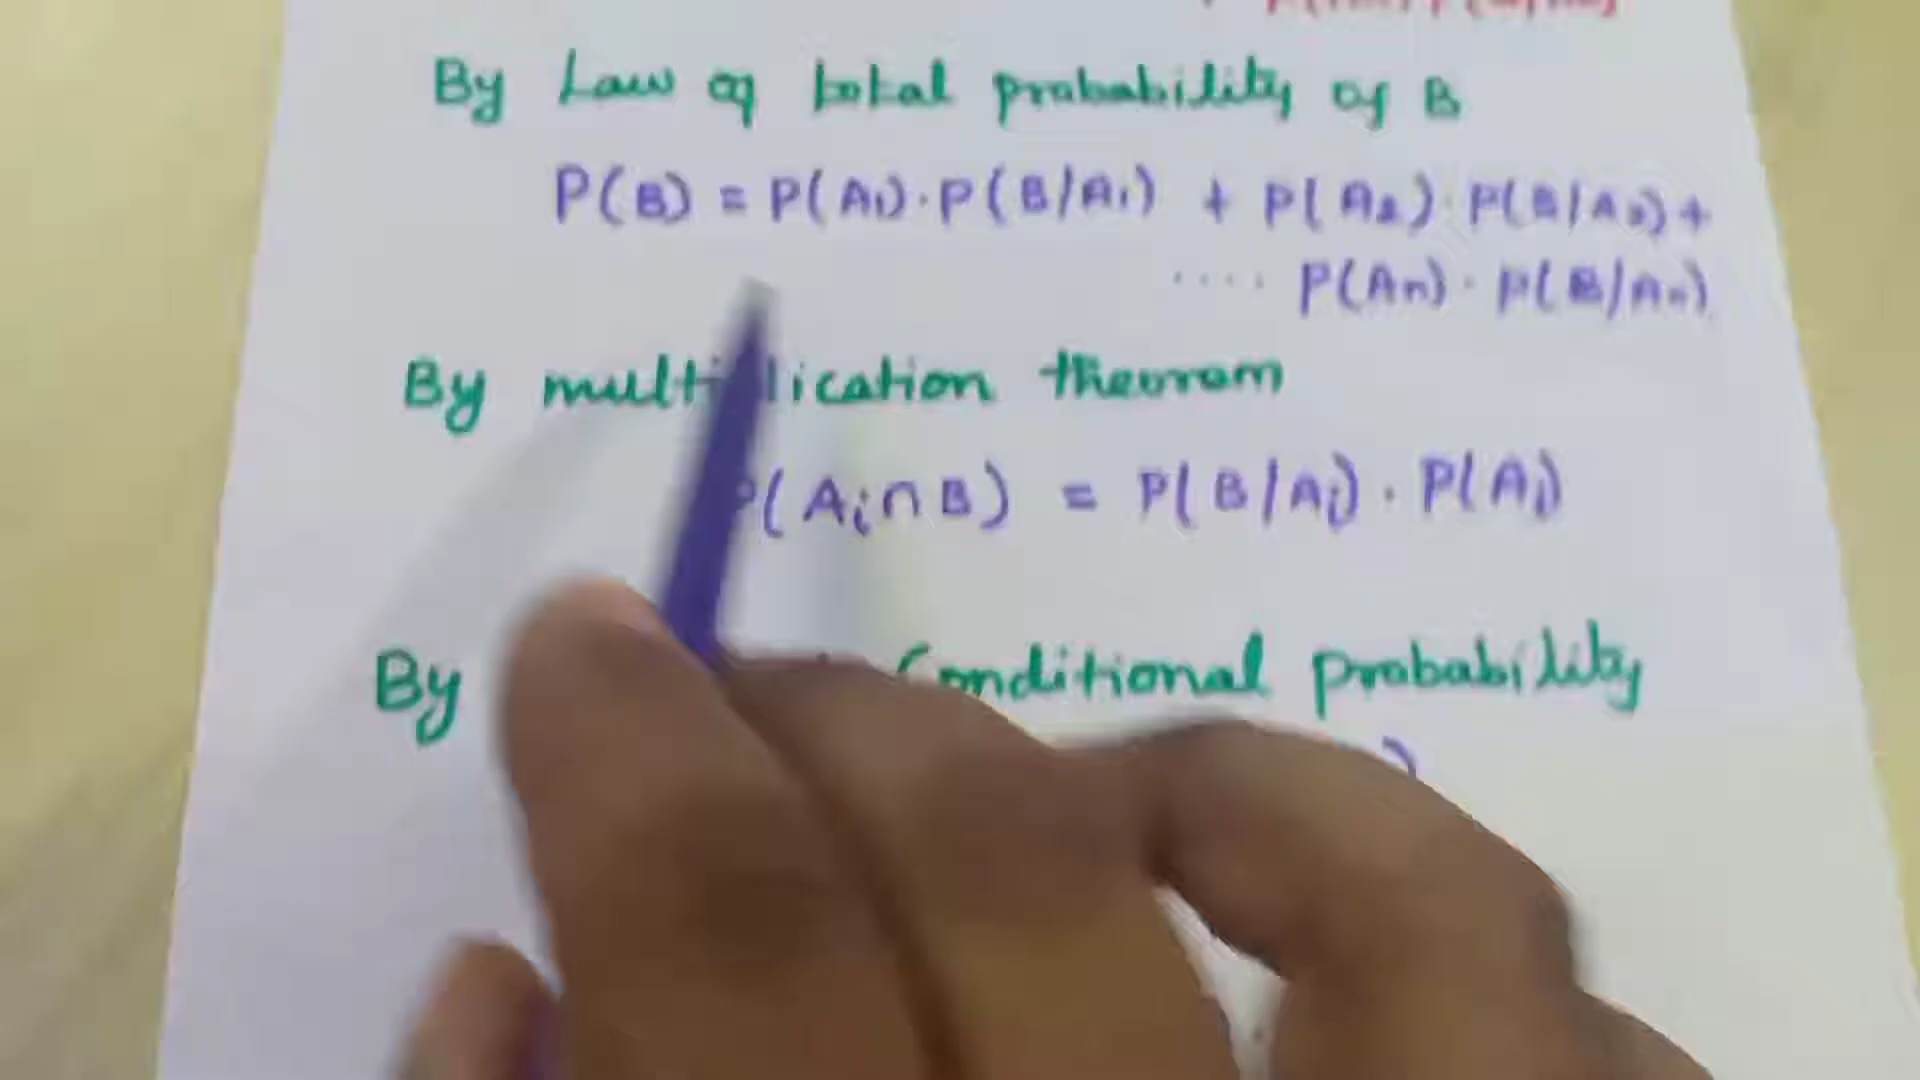 By Law of total probability of B
P(B) = P(A1)·P(B/A1) + P(A2)·P(B/A2)+
.... P(An)·P(B/An)
By multiplication theorem
P(Ai∩B) = P(B/Ai)·P(Ai)
By Conditional probability